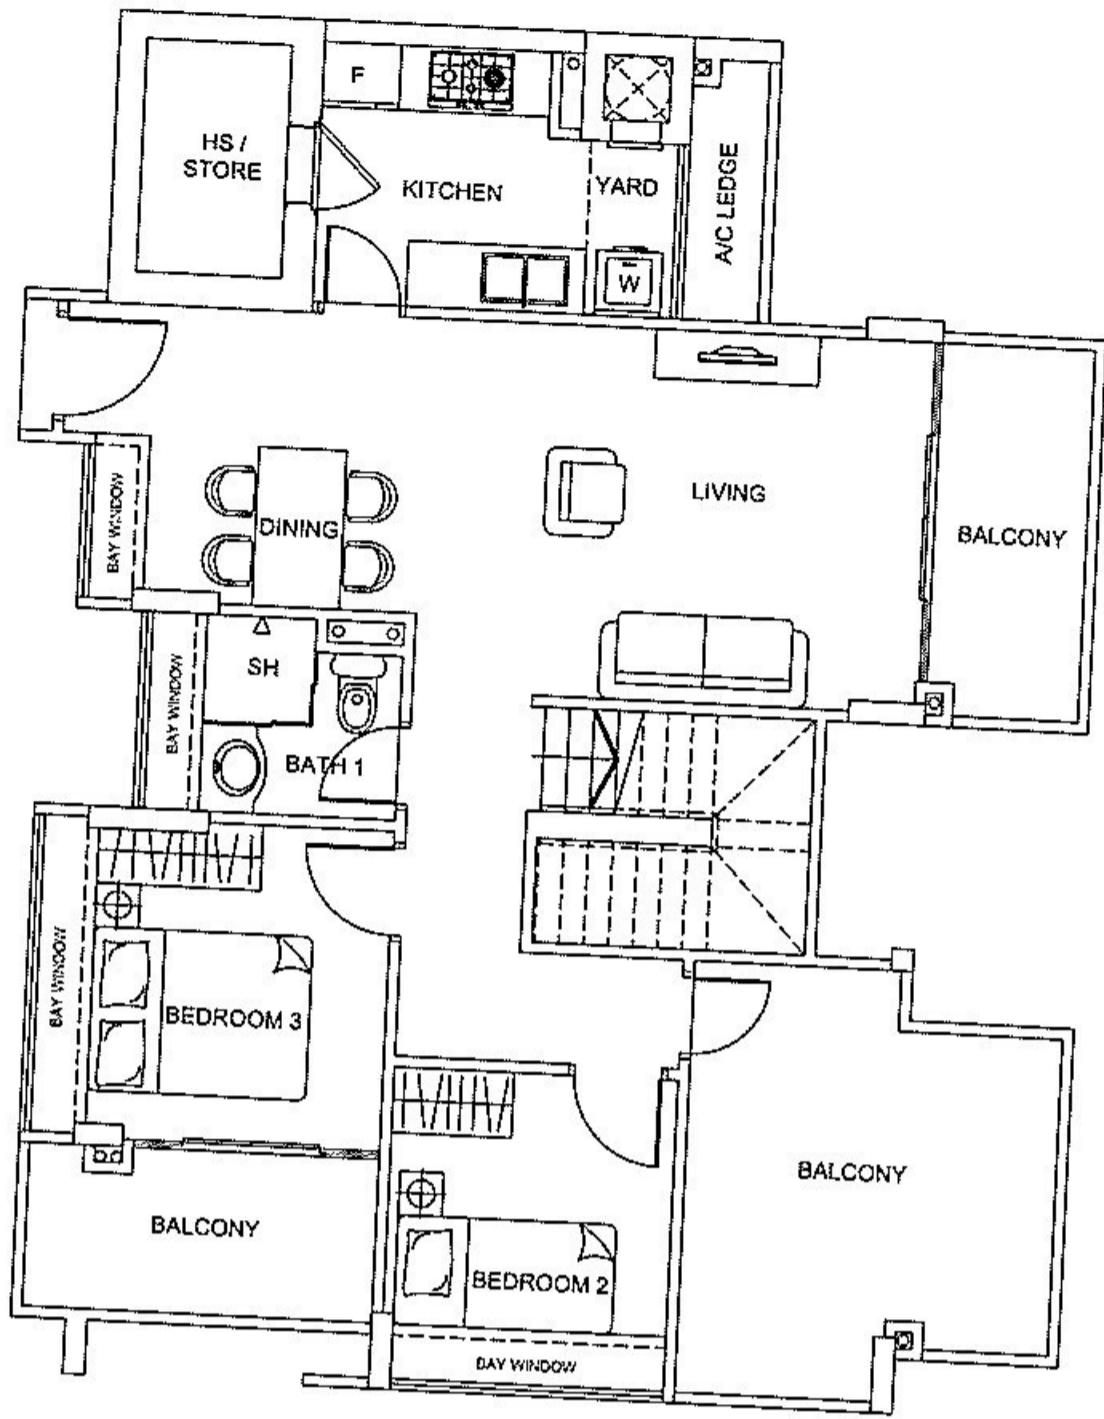 F
HS /
STORE
KITCHEN
YARD
A/C LEDGE
W
LIVING
BAY WINDOW
DINING
BALCONY
SH
BAY WINDOW
BATH 1
BAY WINDOW
BEDROOM 3
BALCONY
BALCONY
BEDROOM 2
BAY WINDOW